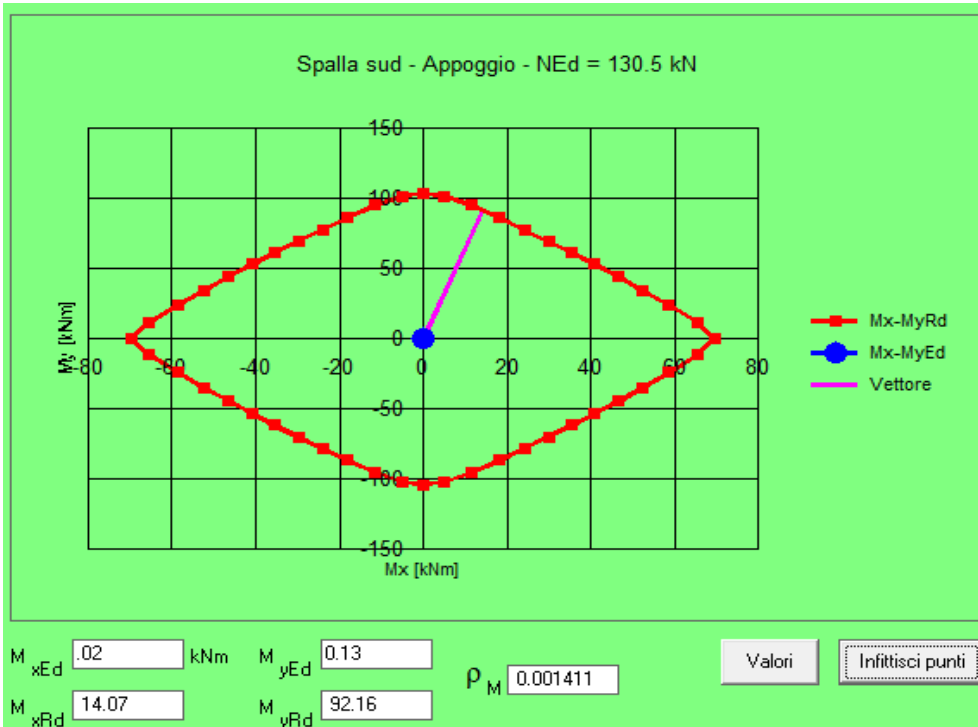 Spalla sud - Appoggio - NEd = 130.5 kN
150
100
50
0
-50
-100
-150
-80 -60 -40 -20 0 20 40 60 80
My [kNm]
Mx [kNm]
Mx-MyRd
Mx-MyEd
Vettore
M xEd .02 kNm M yEd 0.13
ρ M 0.001411
Valori
Infittisci punti
M xRd 14.07 M yRd 92.16